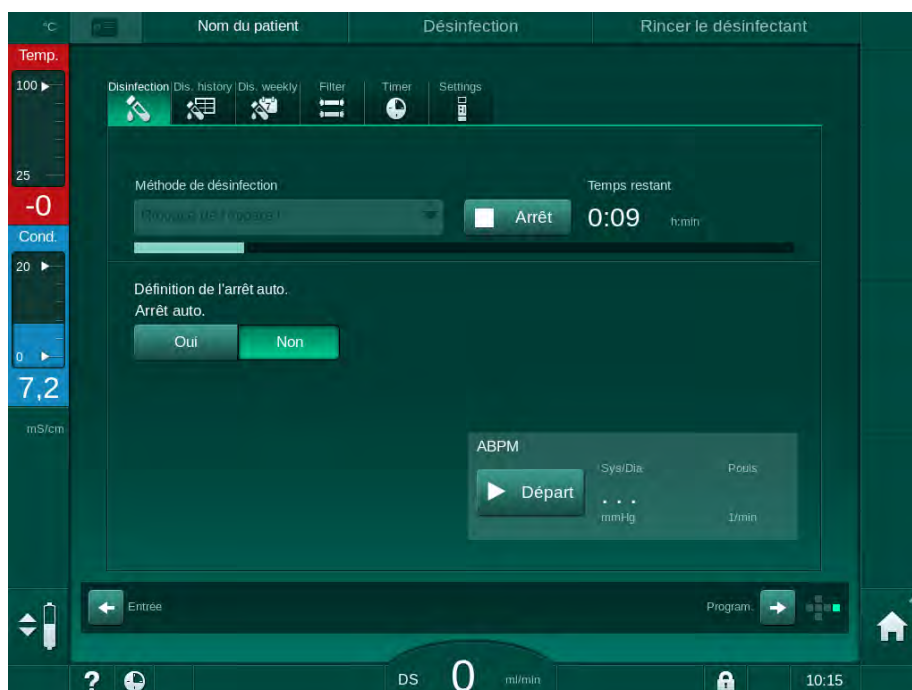 °C Nom du patient Désinfection Rincer le désinfectant
Temp.
100
25
-0
Cond.
20
0
7,2
mS/cm
Disinfection Dis. history Dis. weekly Filter Timer Settings
7
Méthode de désinfection
Arrêt
Temps restant
0:09 h:min
Définition de l'arrêt auto.
Arrêt auto.
Oui Non
ABPM
Départ
Sys/Dia Pouls
. . .
mmHg 1/min
Entrée Program.
? DS 0 ml/min 10:15